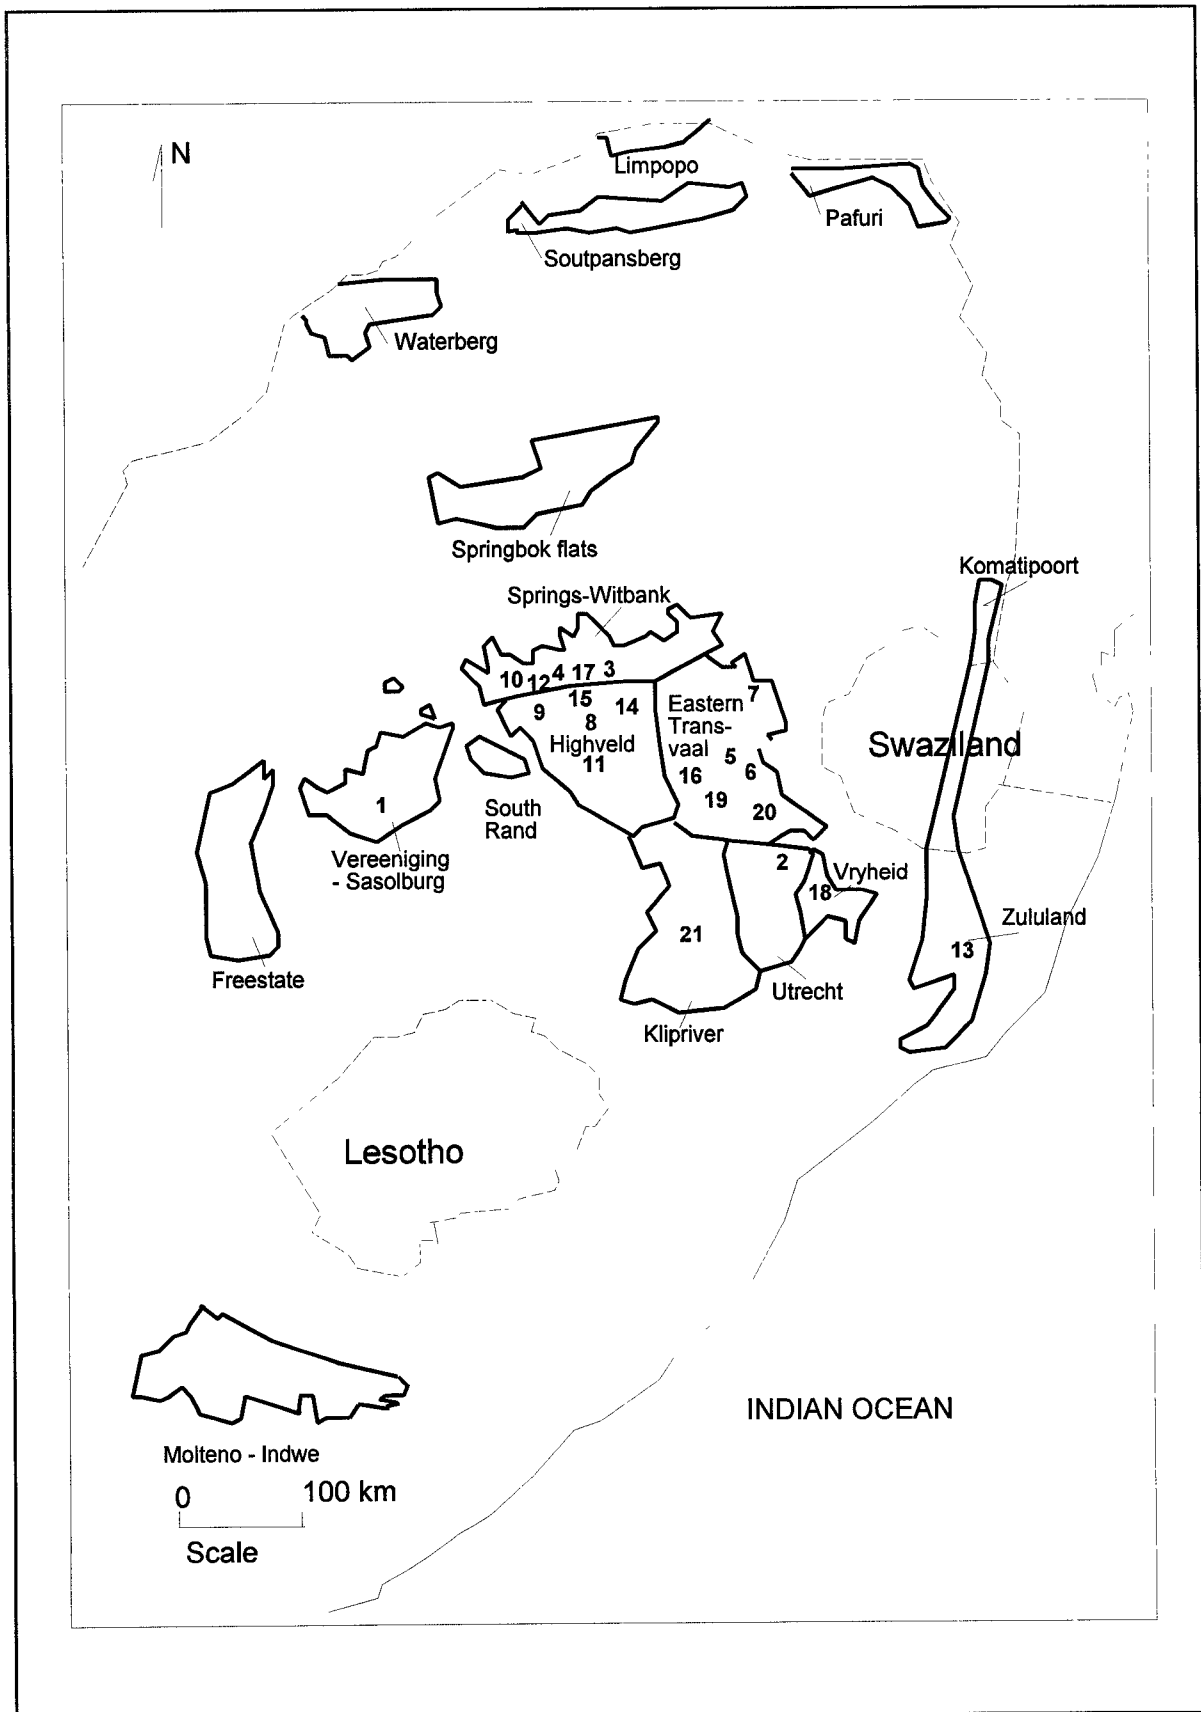 N
Limpopo
Pafuri
Soutpansberg
Waterberg
Springbok flats
Komatipoort
Springs-Witbank
10 12 4 17 3
7
9 15 14
8
Eastern
Trans-
vaal
Highveld
11
5
6
16
19
20
Swaziland
1
South
Rand
Vereeniging
- Sasolburg
2
Vryheid
18
21
Zululand
13
Freestate
Utrecht
Klipriver
Lesotho
INDIAN OCEAN
Molteno - Indwe
0 100 km
Scale